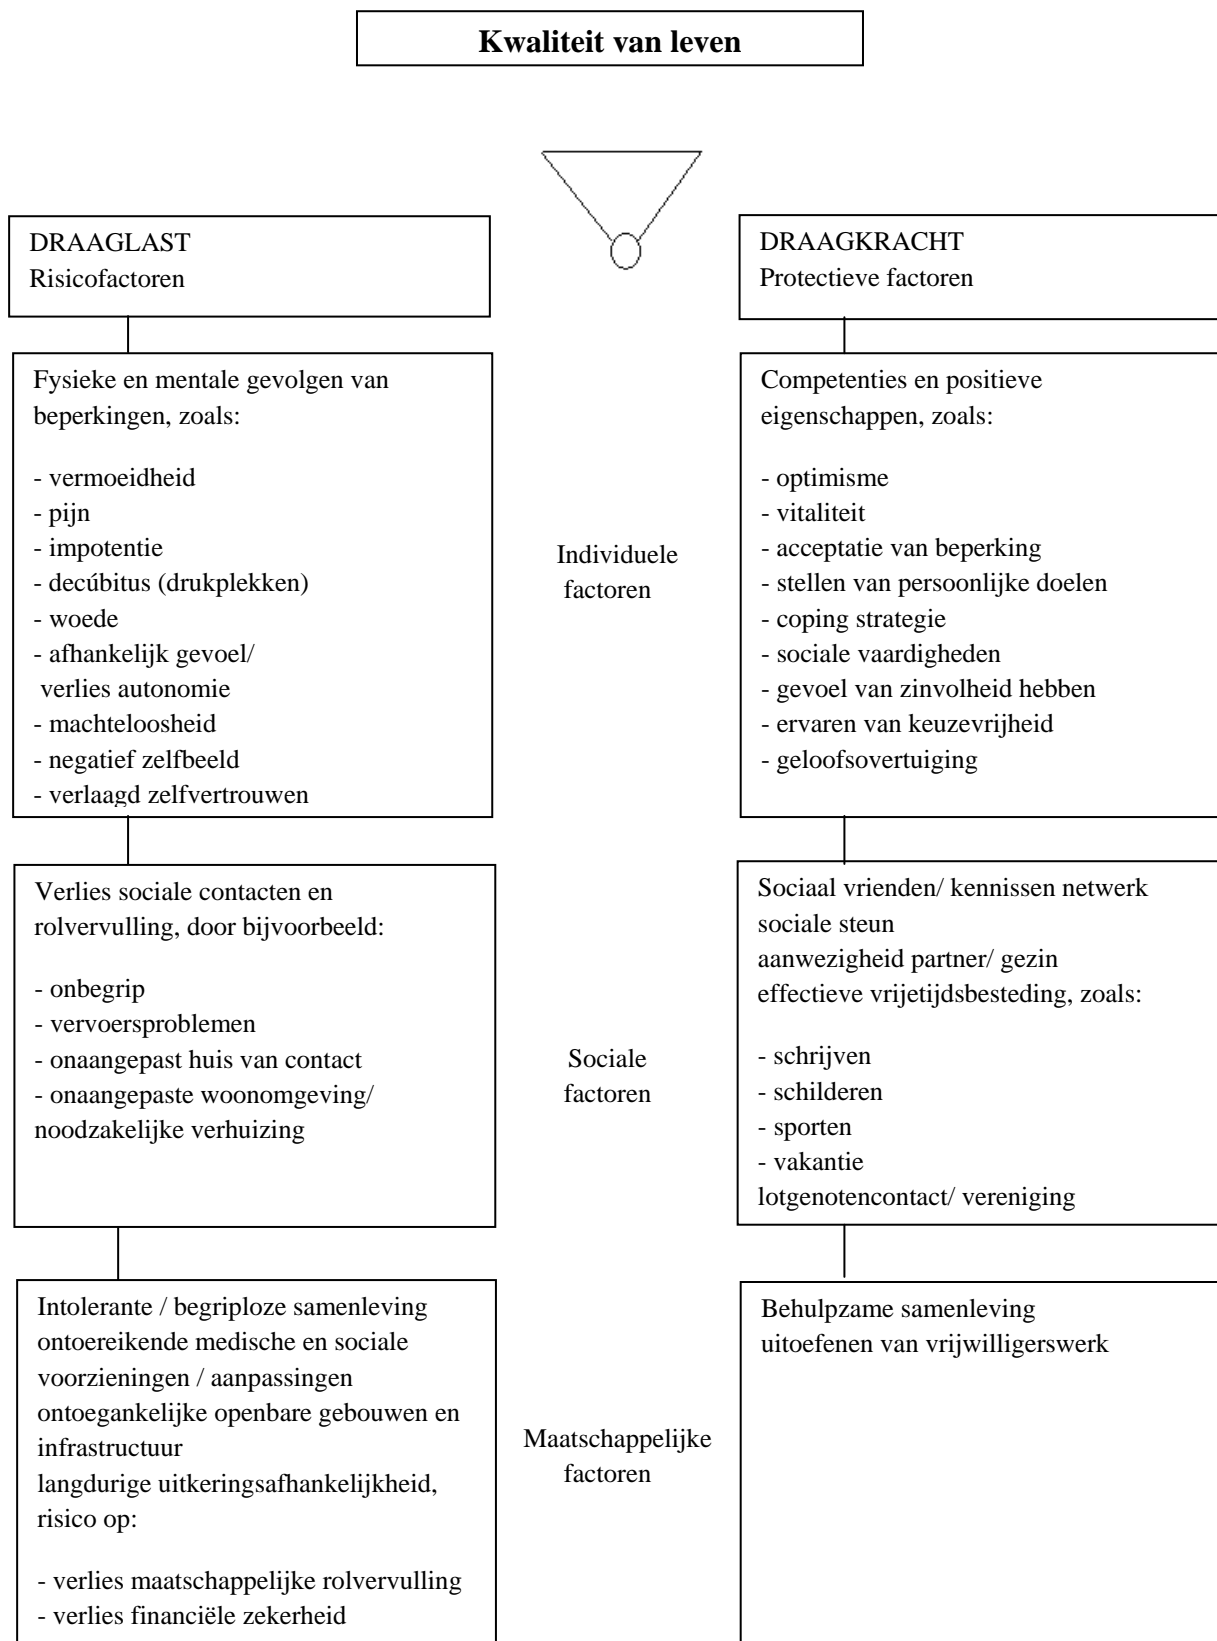 Kwaliteit van leven
DRAAGLAST
Risicofactoren
DRAAGKRACHT
Protectieve factoren
Fysieke en mentale gevolgen van
beperkingen, zoals:
- vermoeidheid
- pijn
- impotentie
- decúbitus (drukplekken)
- woede
- afhankelijk gevoel/
verlies autonomie
- machteloosheid
- negatief zelfbeeld
- verlaagd zelfvertrouwen
Individuele
factoren
Competenties en positieve
eigenschappen, zoals:
- optimisme
- vitaliteit
- acceptatie van beperking
- stellen van persoonlijke doelen
- coping strategie
- sociale vaardigheden
- gevoel van zinvolheid hebben
- ervaren van keuzevrijheid
- geloofsovertuiging
Verlies sociale contacten en
rolvervulling, door bijvoorbeeld:
- onbegrip
- vervoersproblemen
- onaangepast huis van contact
- onaangepaste woonomgeving/
noodzakelijke verhuizing
Sociale
factoren
Sociaal vrienden/ kennissen netwerk
sociale steun
aanwezigheid partner/ gezin
effectieve vrijetijdsbesteding, zoals:
- schrijven
- schilderen
- sporten
- vakantie
lotgenotencontact/ vereniging
Intolerante / begriploze samenleving
ontoereikende medische en sociale
voorzieningen / aanpassingen
ontoegankelijke openbare gebouwen en
infrastructuur
langdurige uitkeringsafhankelijkheid,
risico op:
- verlies maatschappelijke rolvervulling
- verlies financiële zekerheid
Maatschappelijke
factoren
Behulpzame samenleving
uitoefenen van vrijwilligerswerk